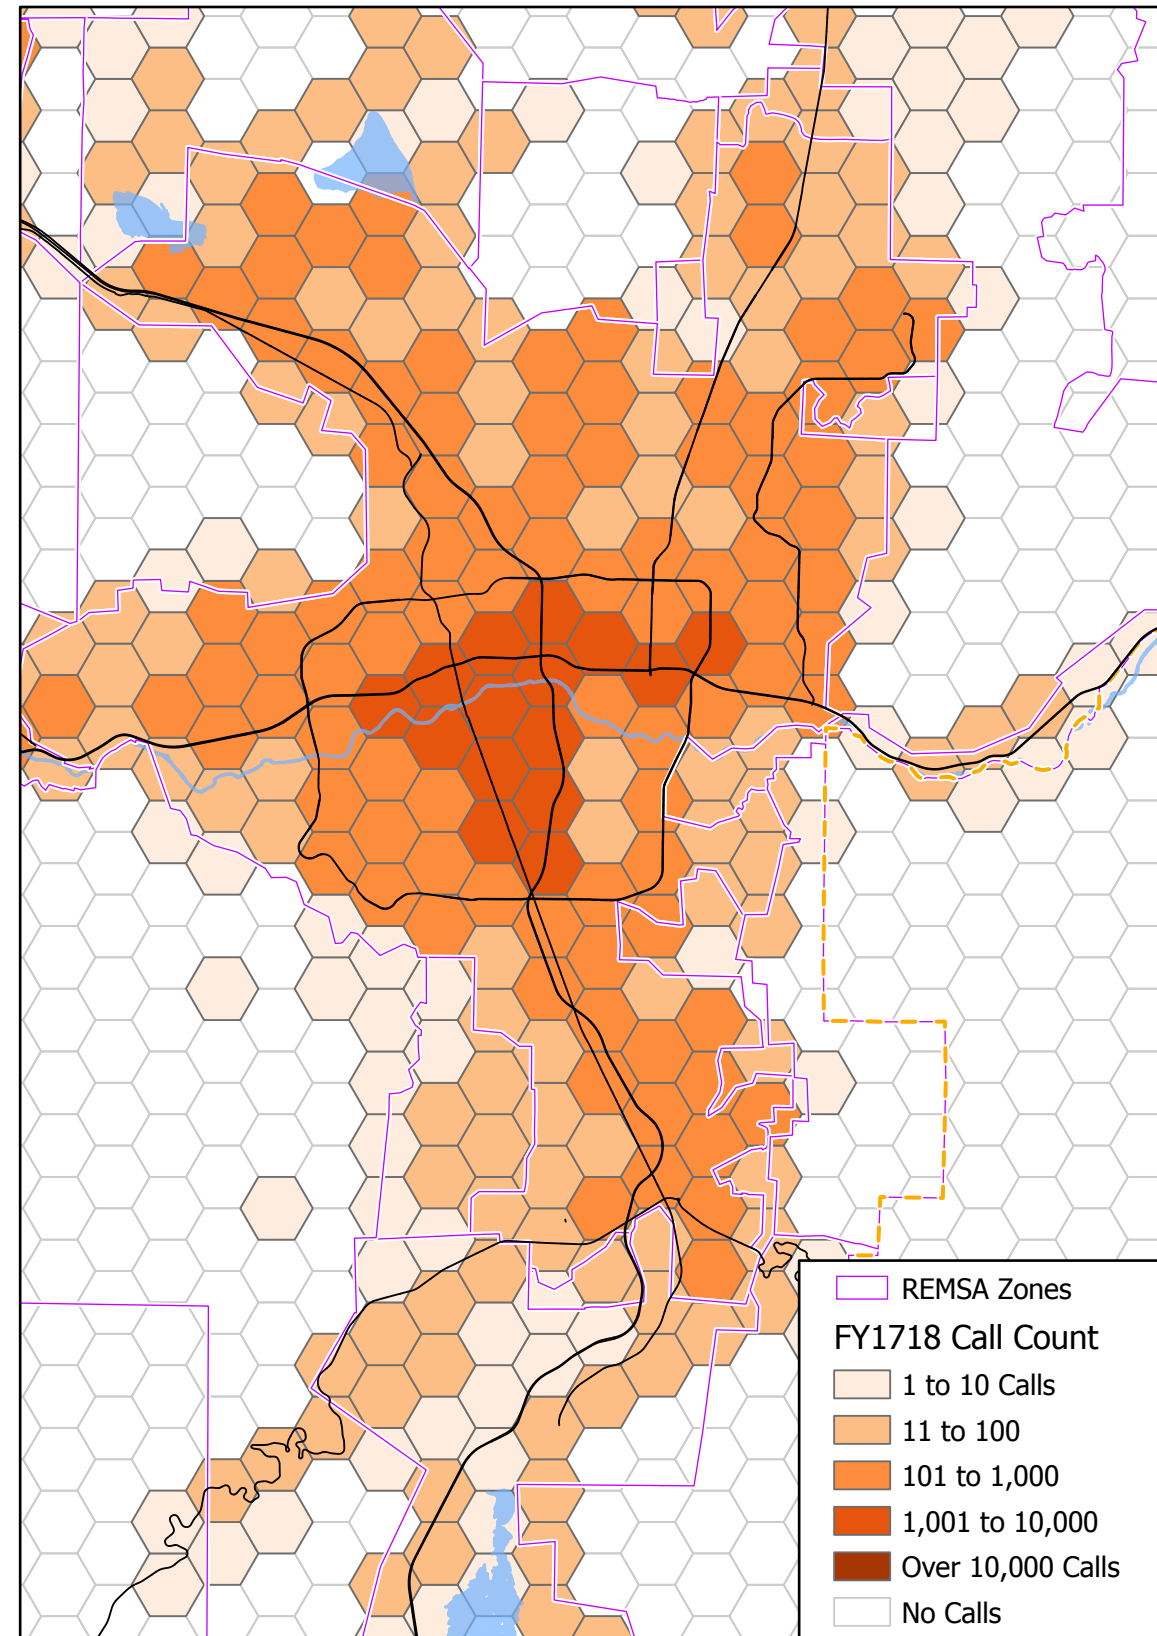 REMSA Zones
FY1718 Call Count
1 to 10 Calls
11 to 100
101 to 1,000
1,001 to 10,000
Over 10,000 Calls
No Calls